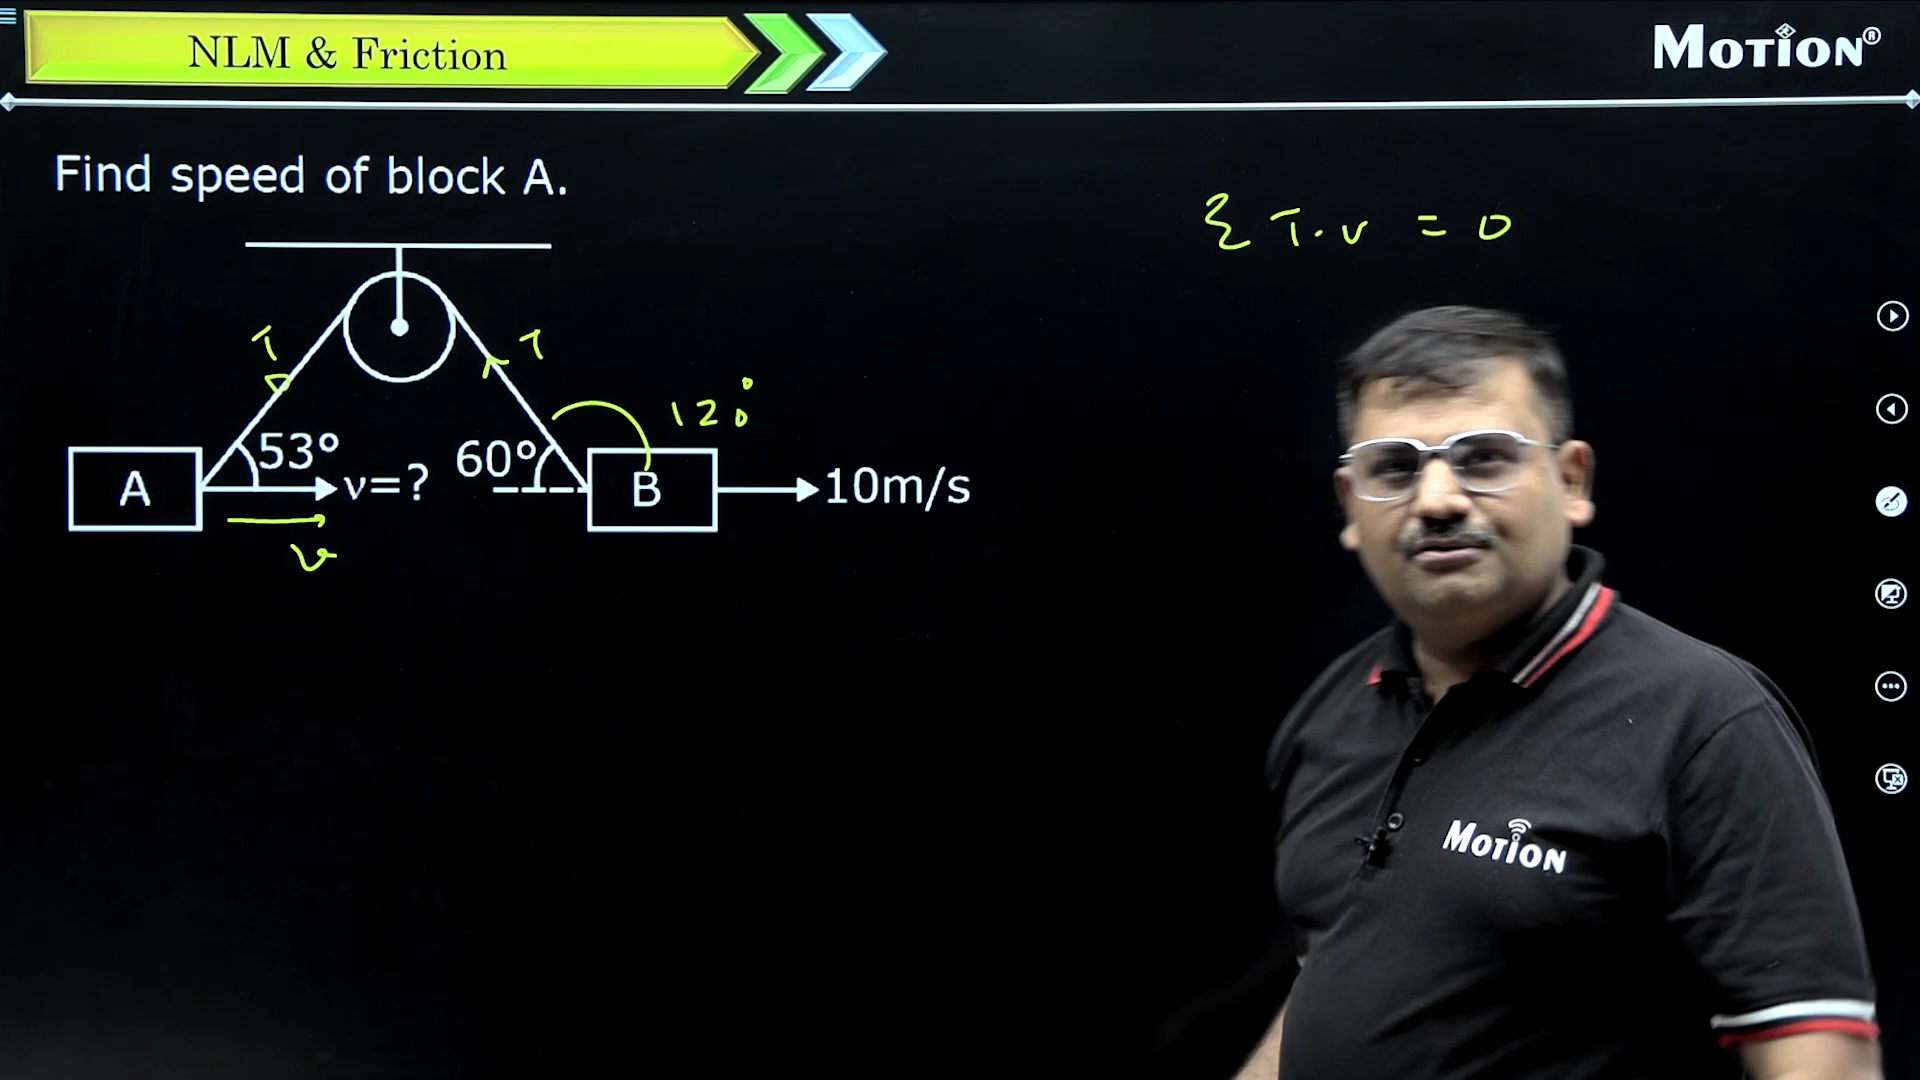 NLM & Friction
MOTION®
Find speed of block A.
Σ T.v = 0
T
T
120°
53°
60°
A
v=?
B
10m/s
v
MOTION